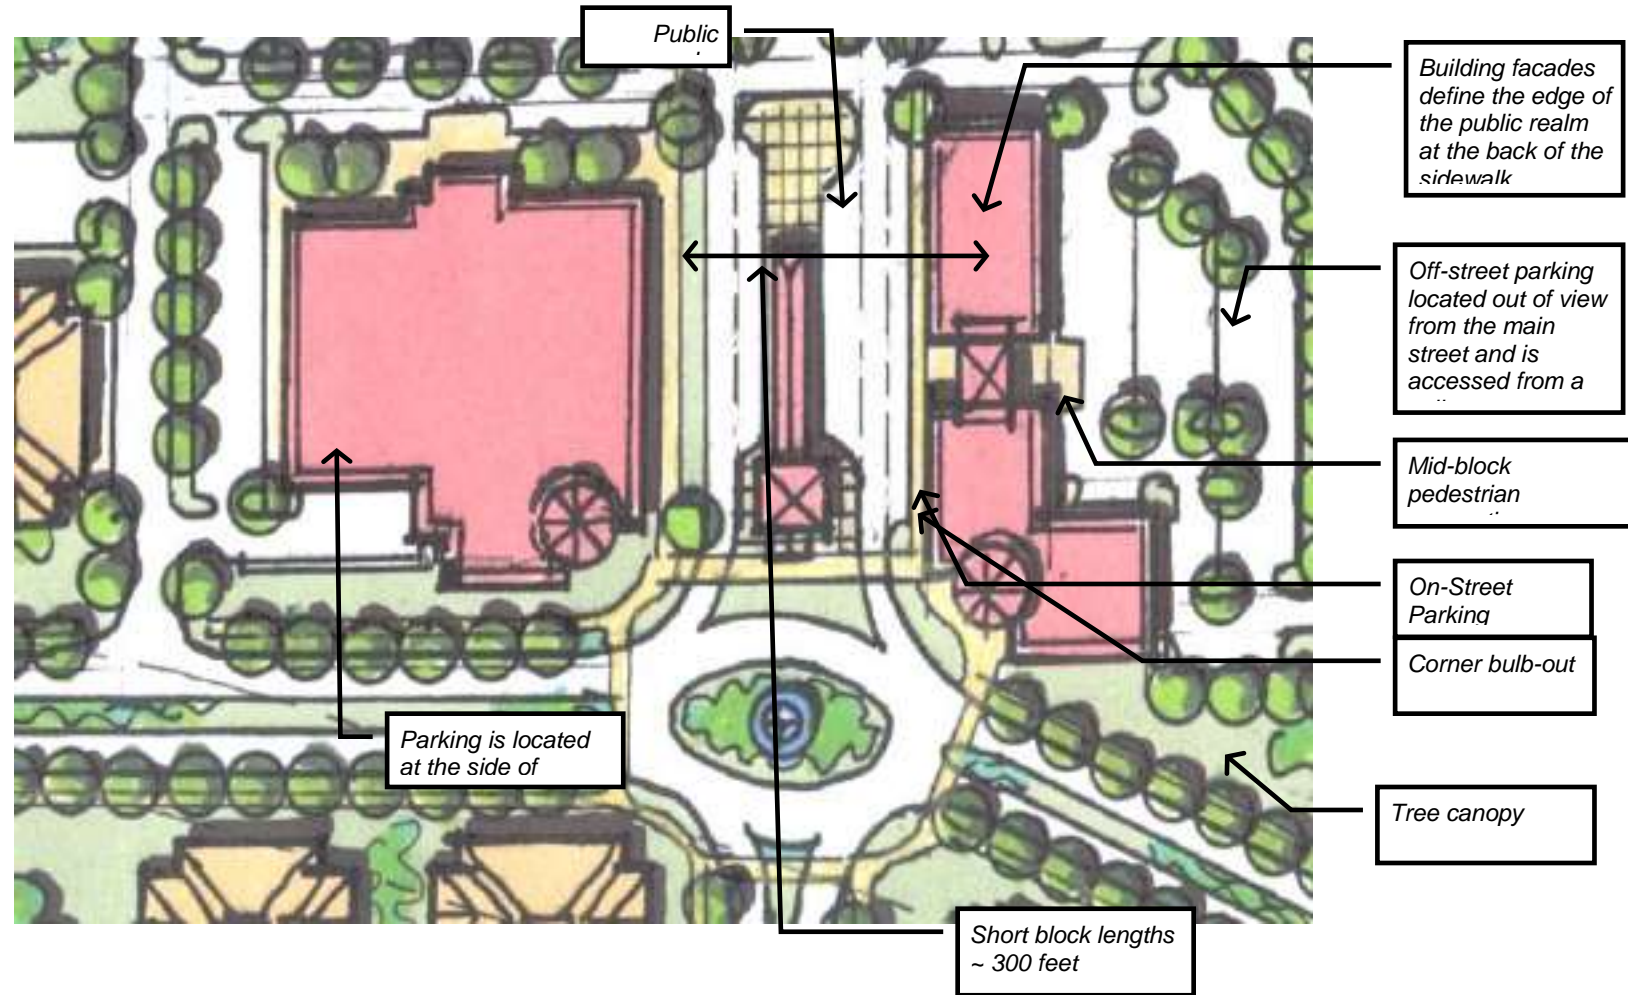 Public
Building facades
define the edge of
the public realm
at the back of the
sidewalk
Off-street parking
located out of view
from the main
street and is
accessed from a
Mid-block
pedestrian
On-Street
Parking
Corner bulb-out
Parking is located
at the side of
Tree canopy
Short block lengths
~ 300 feet